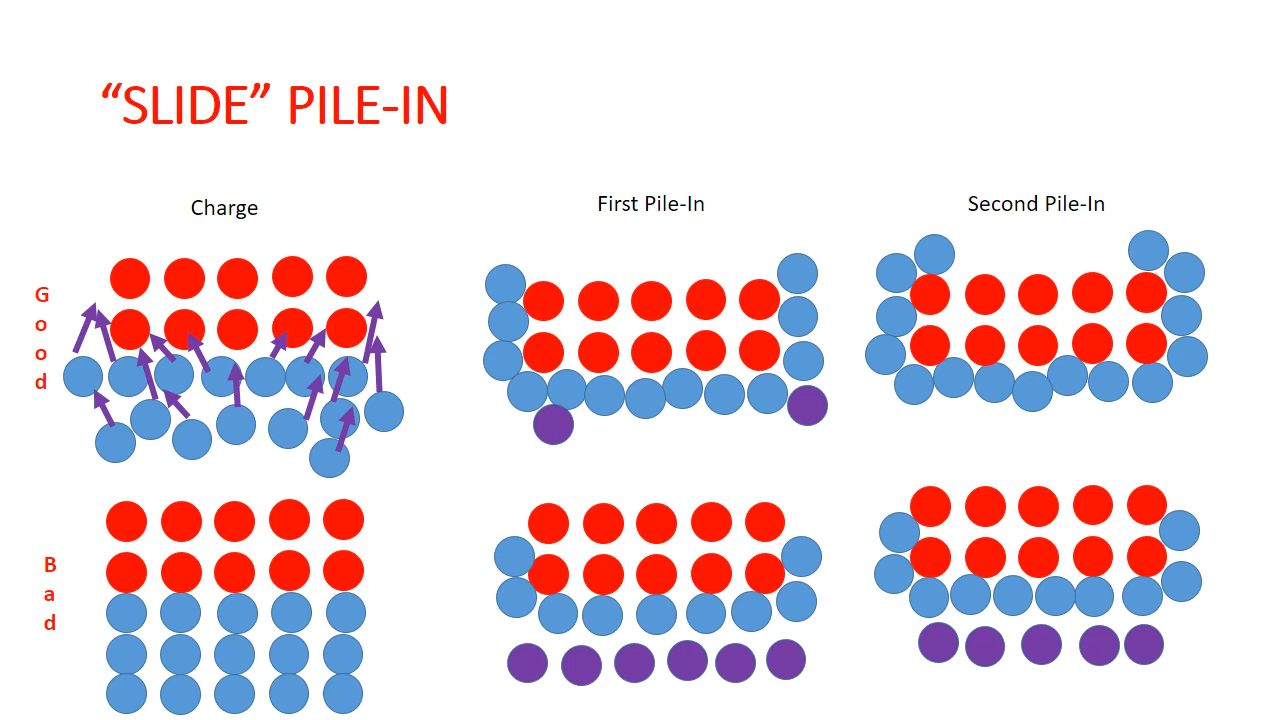 “SLIDE” PILE-IN
Charge
First Pile-In
Second Pile-In
G
o
o
d
B
a
d